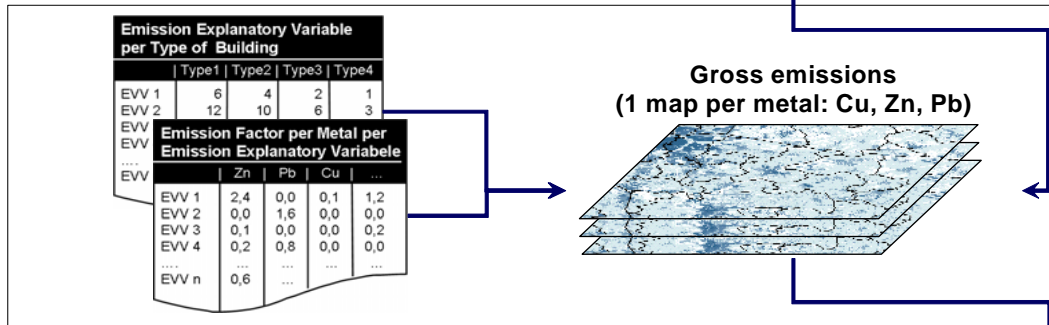 Emission Explanatory Variable
per Type of Building
| Type1 | Type2 | Type3 | Type4
EVV 1 6 4 2 1
EVV 2 12 10 6 3
EVV
EVV
....
EVV
Emission Factor per Metal per
Emission Explanatory Variabele
| Zn | Pb | Cu | ...
EVV 1 2,4 0,0 0,1 1,2
EVV 2 0,0 1,6 0,0 0,0
EVV 3 0,1 0,0 0,0 0,2
EVV 4 0,2 0,8 0,0 0,0
.... ... ... ... ...
EVV n 0,6 ...
Gross emissions
(1 map per metal: Cu, Zn, Pb)